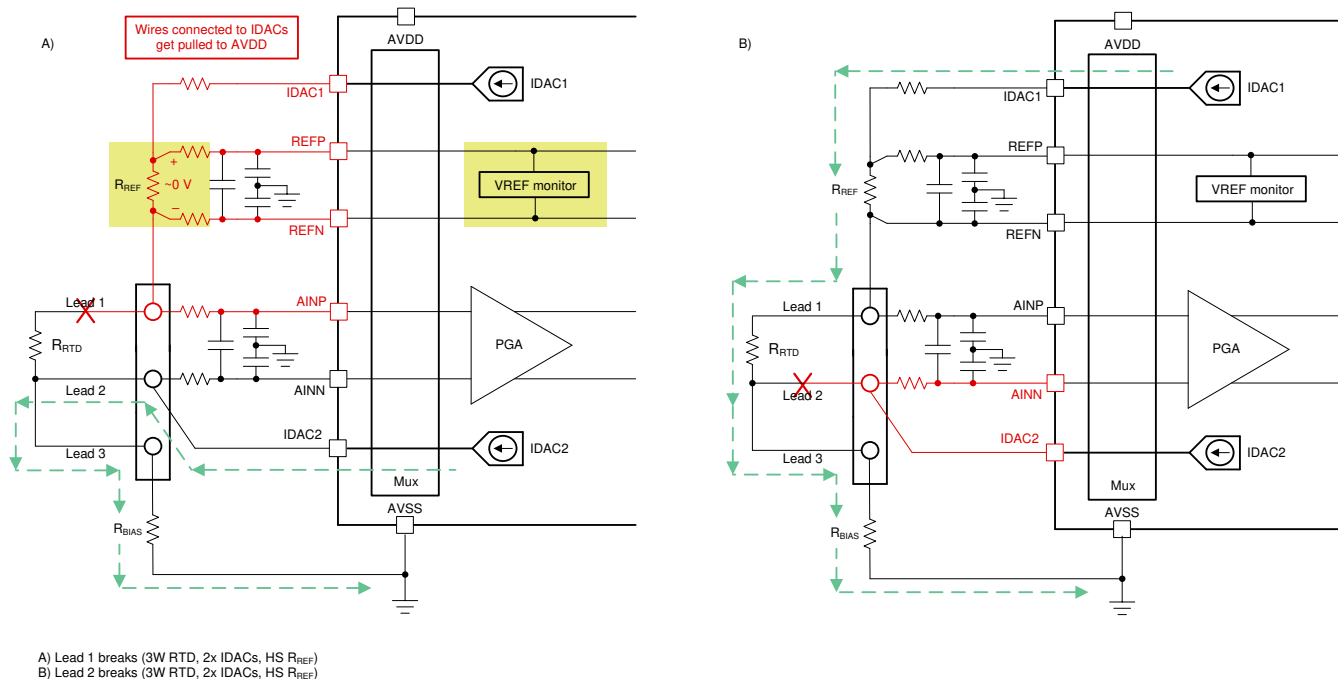 A)
Wires connected to IDACs
get pulled to AVDD
AVDD
IDAC1
IDAC1
REFP
+
RREF
~0 V
VREF monitor
–
REFN
Lead 1
AINP
RRTD
PGA
Lead 2
AINN
IDAC2
IDAC2
Lead 3
Mux
AVSS
RBIAS
B)
AVDD
IDAC1
IDAC1
REFP
RREF
VREF monitor
REFN
Lead 1
AINP
RRTD
PGA
Lead 2
AINN
IDAC2
IDAC2
Lead 3
Mux
AVSS
RBIAS
A) Lead 1 breaks (3W RTD, 2x IDACs, HS RREF)
B) Lead 2 breaks (3W RTD, 2x IDACs, HS RREF)